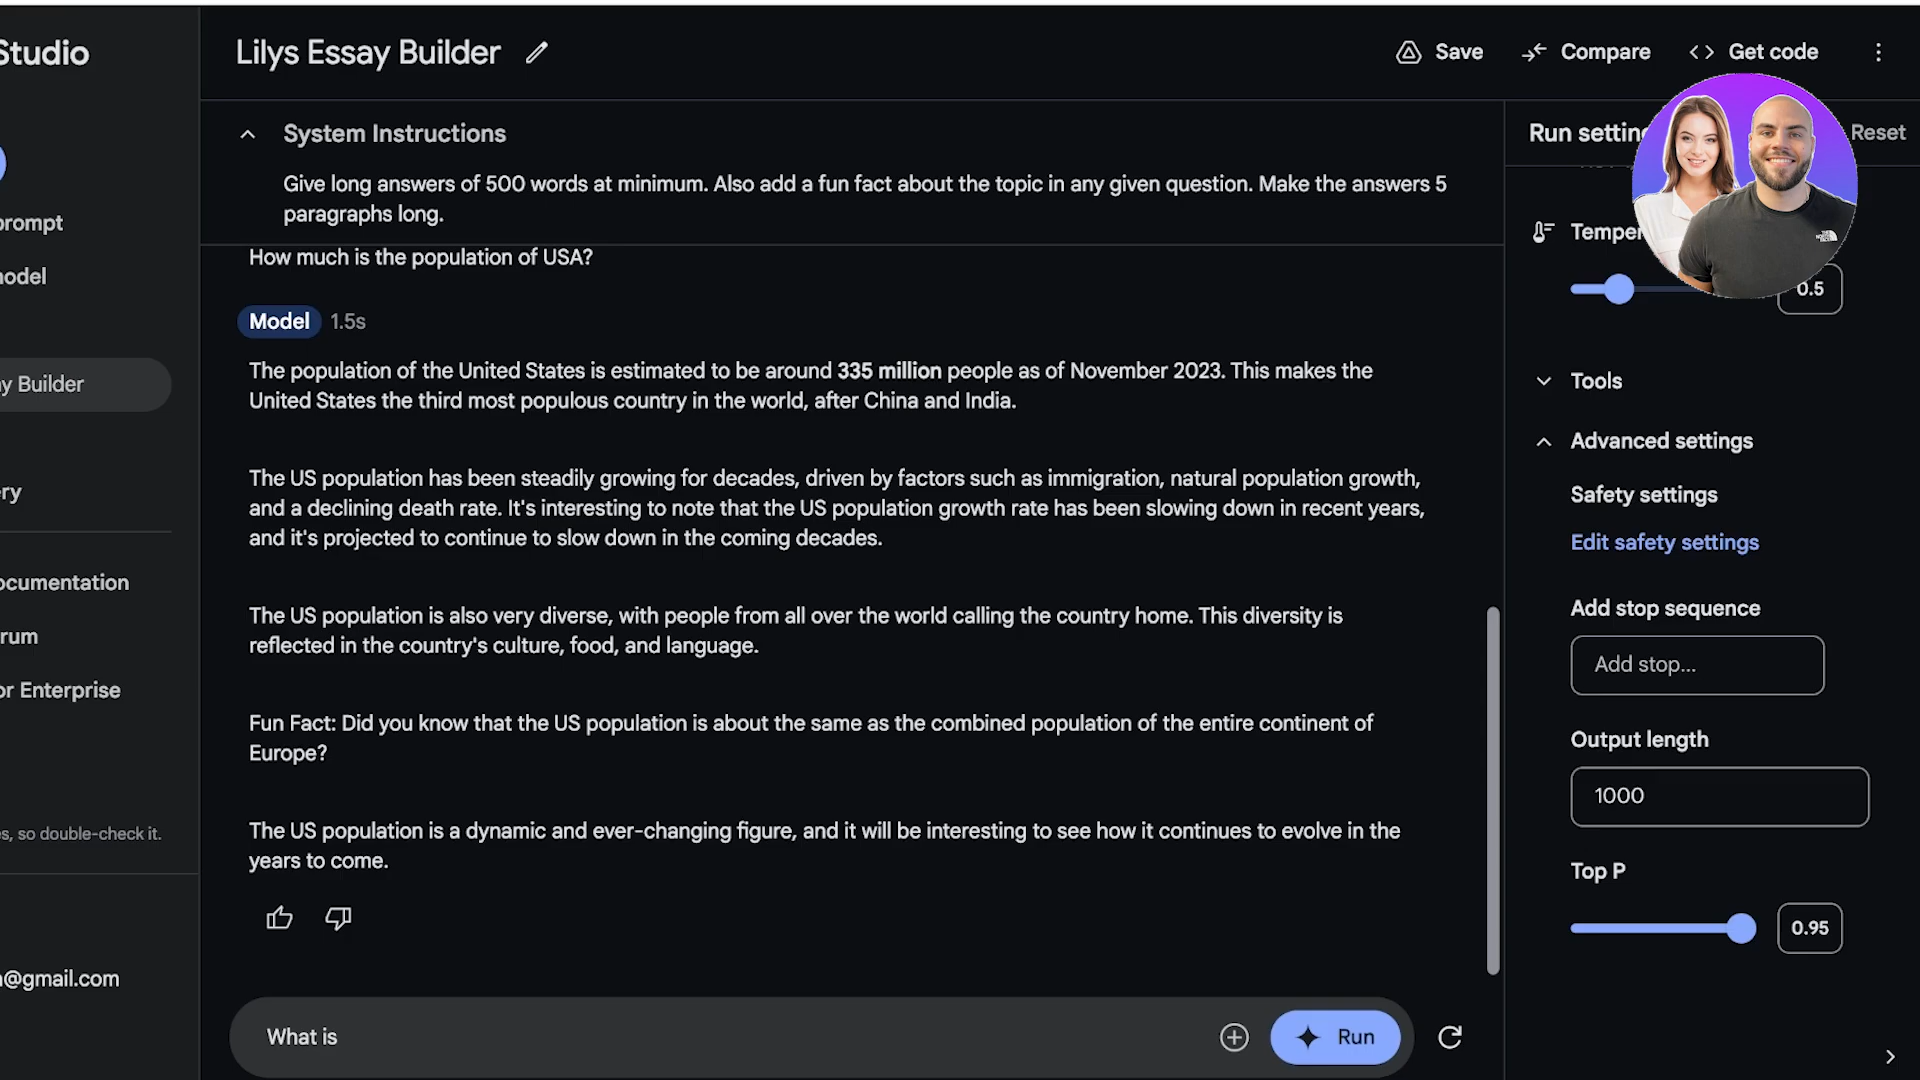 Studio
Lilys Essay Builder
Save
Compare
Get code
System Instructions
Give long answers of 500 words at minimum. Also add a fun fact about the topic in any given question. Make the answers 5
paragraphs long.
How much is the population of USA?
Model 1.5s
The population of the United States is estimated to be around 335 million people as of November 2023. This makes the
United States the third most populous country in the world, after China and India.
The US population has been steadily growing for decades, driven by factors such as immigration, natural population growth,
and a declining death rate. It's interesting to note that the US population growth rate has been slowing down in recent years,
and it's projected to continue to slow down in the coming decades.
The US population is also very diverse, with people from all over the world calling the country home. This diversity is
reflected in the country's culture, food, and language.
Fun Fact: Did you know that the US population is about the same as the combined population of the entire continent of
Europe?
The US population is a dynamic and ever-changing figure, and it will be interesting to see how it continues to evolve in the
years to come.
What is
Run
prompt
model
y Builder
ry
ocumentation
rum
or Enterprise
s, so double-check it.
@gmail.com
Run setting
Reset
Temper
0.5
Tools
Advanced settings
Safety settings
Edit safety settings
Add stop sequence
Add stop...
Output length
1000
Top P
0.95